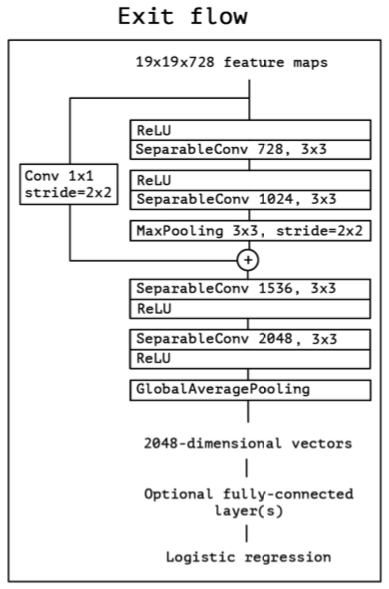 Exit flow
19x19x728 feature maps
ReLU
SeparableConv 728, 3x3
Conv 1x1
stride=2x2
ReLU
SeparableConv 1024, 3x3
MaxPooling 3x3, stride=2x2
+
SeparableConv 1536, 3x3
ReLU
SeparableConv 2048, 3x3
ReLU
GlobalAveragePooling
2048-dimensional vectors
Optional fully-connected
layer(s)
Logistic regression